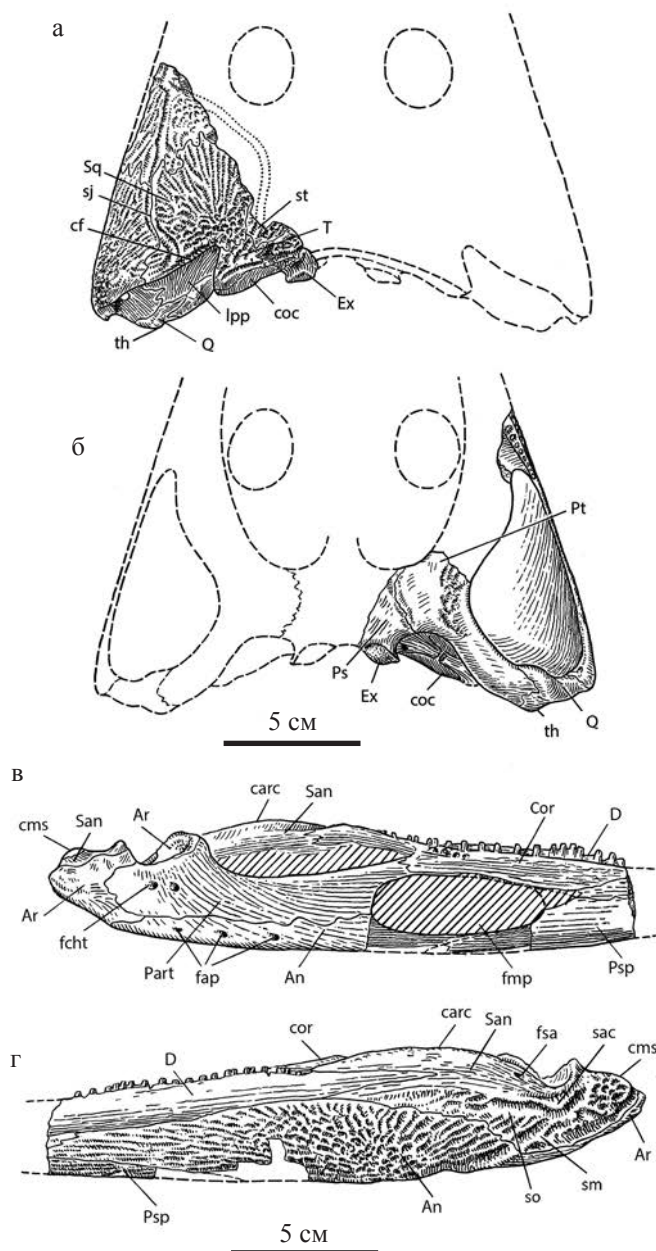 а
Sq
sj
cf
st
T
th
Q
lpp
coc
Ex
б
Pt
Ps
Ex
coc
th
Q
5 см
в
cms
San
Ar
carc
San
Cor
D
Ar
fcht
Part
fap
An
fmp
Psp
г
D
cor
carc
San
fsa
sac
cms
Ar
Psp
An
so
sm
5 см